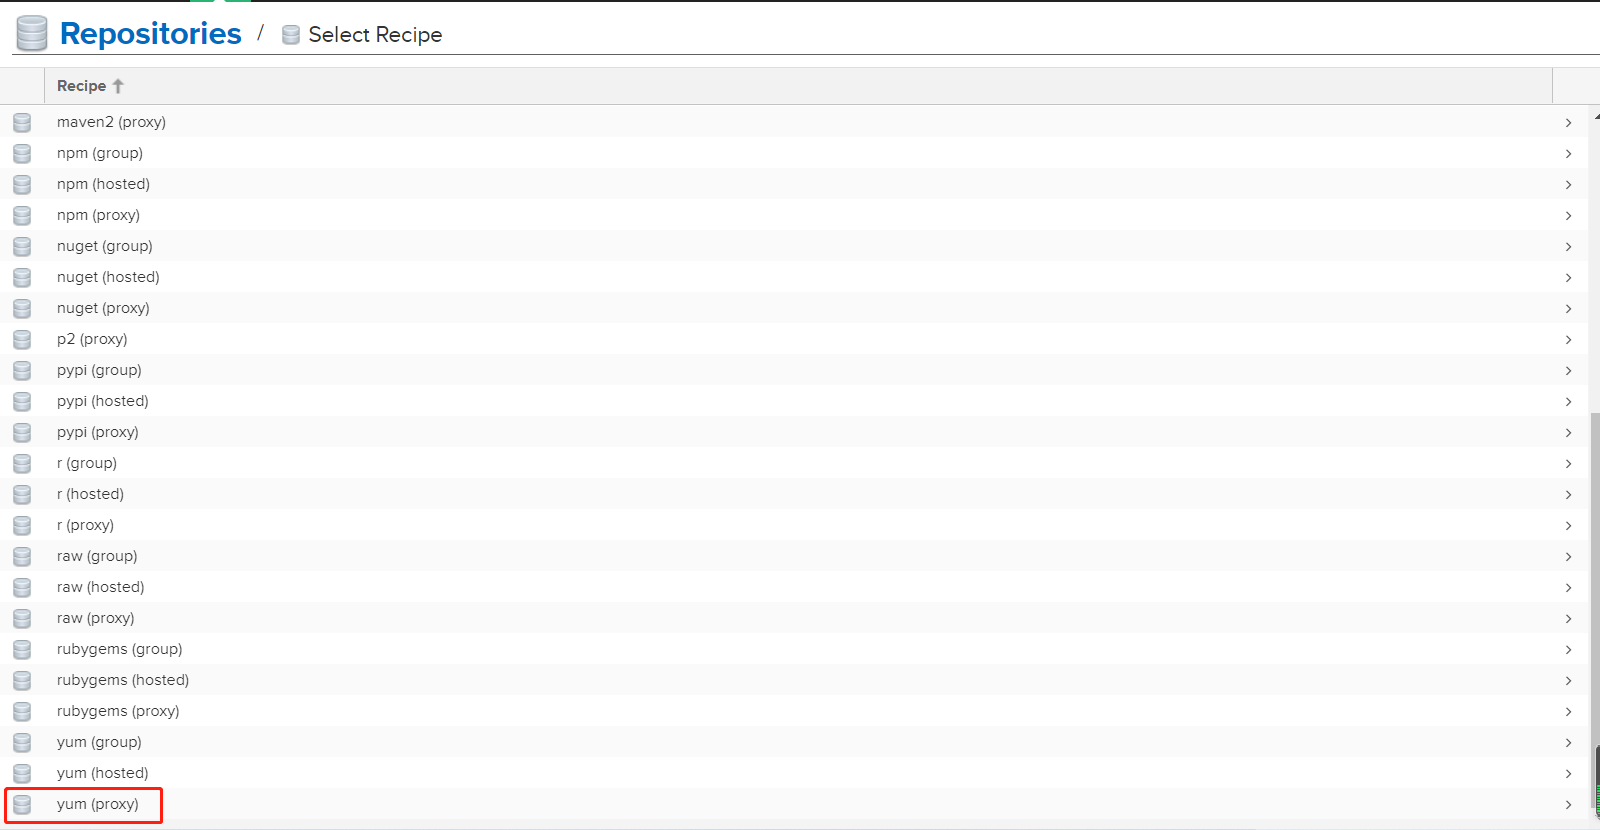 Repositories / Select Recipe
Recipe
maven2 (proxy)
npm (group)
npm (hosted)
npm (proxy)
nuget (group)
nuget (hosted)
nuget (proxy)
p2 (proxy)
pypi (group)
pypi (hosted)
pypi (proxy)
r (group)
r (hosted)
r (proxy)
raw (group)
raw (hosted)
raw (proxy)
rubygems (group)
rubygems (hosted)
rubygems (proxy)
yum (group)
yum (hosted)
yum (proxy)